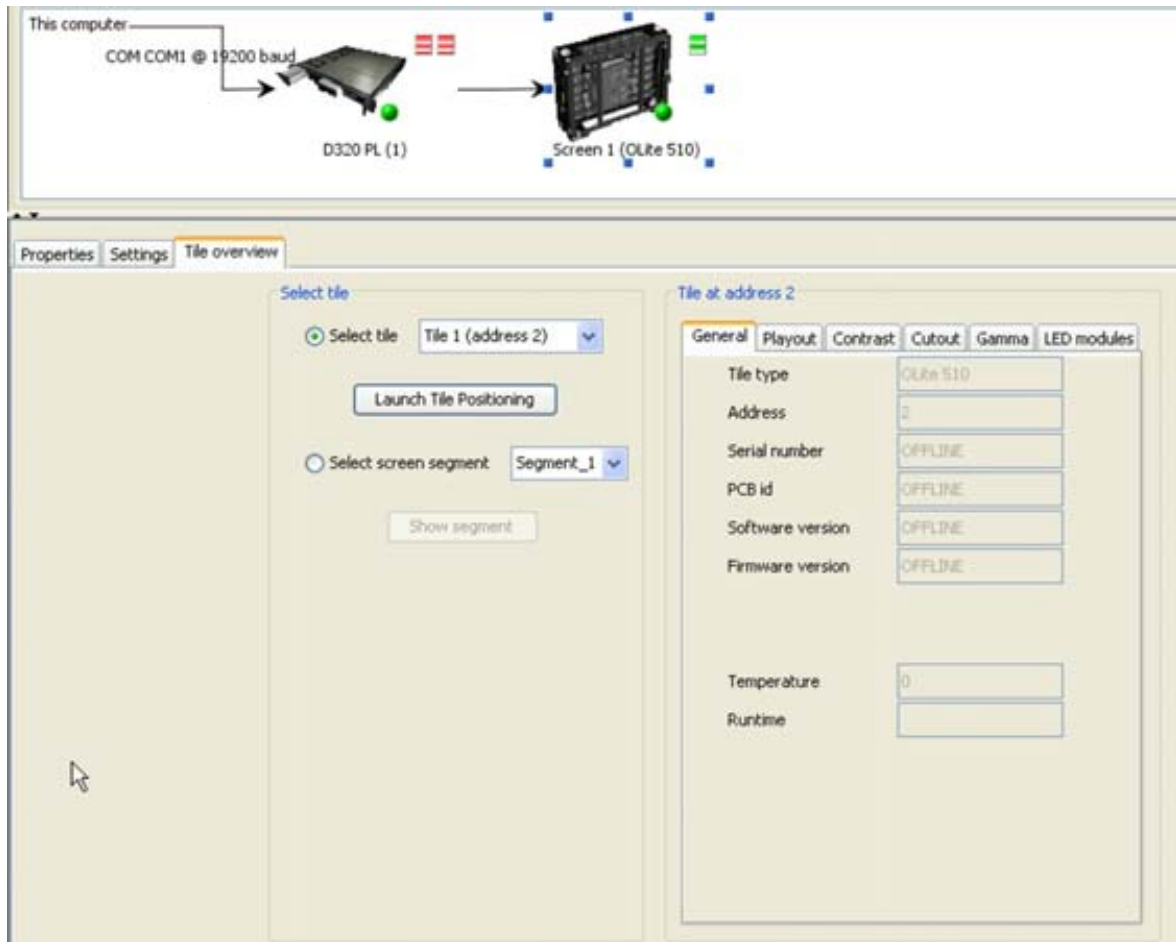 This computer
COM COM1 @ 19200 baud
D320 PL (1)
Screen 1 (OLite 510)
Properties Settings Tile overview
Select tile
Select tile Tile 1 (address 2)
Launch Tile Positioning
Select screen segment Segment_1
Show segment
Tile at address 2
General Playout Contrast Cutout Gamma LED modules
Tile type OLite 510
Address 2
Serial number OFFLINE
PCB id OFFLINE
Software version OFFLINE
Firmware version OFFLINE
Temperature 0
Runtime